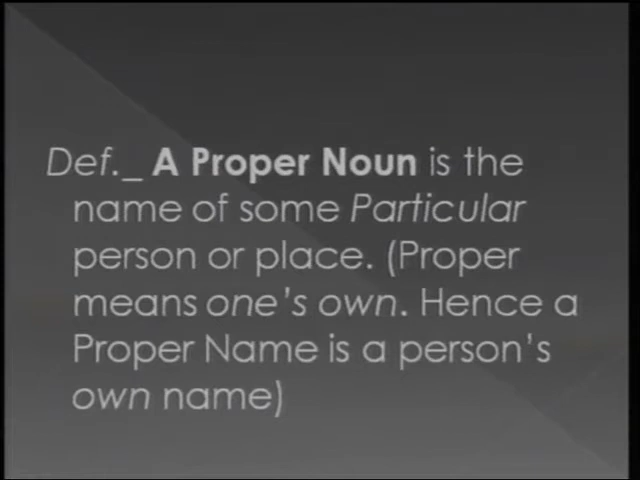 Def._ A Proper Noun is the
name of some Particular
person or place. (Proper
means one's own. Hence a
Proper Name is a person's
own name)